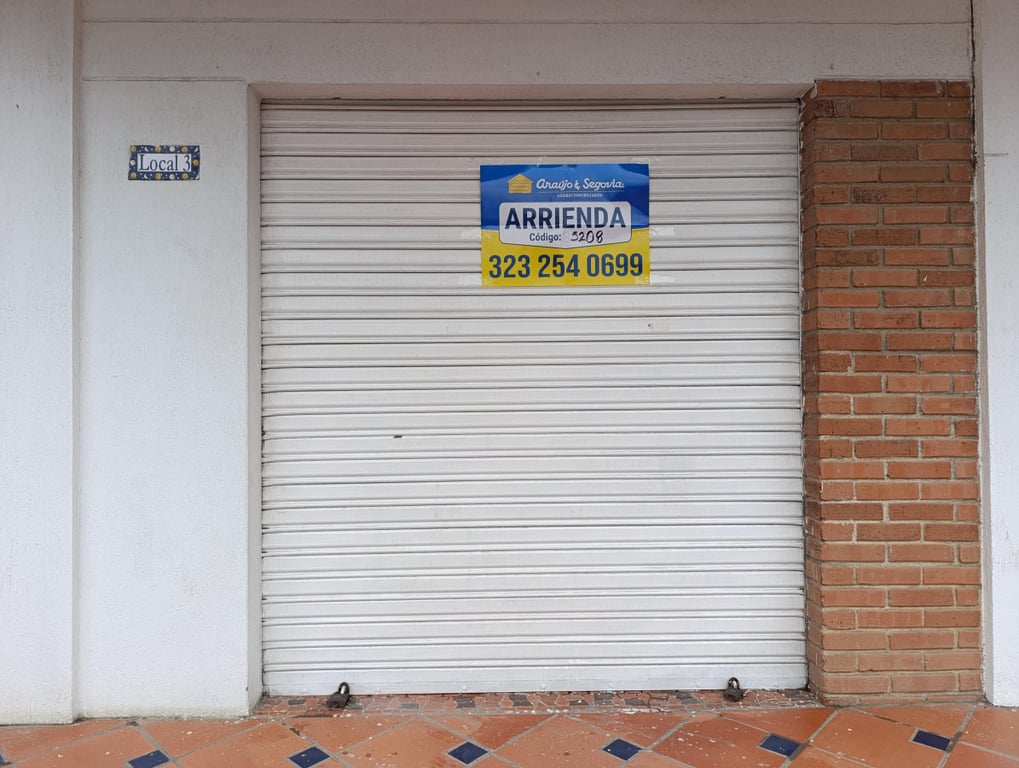 Local 3
Araújo & Segovia
ARRIENDA
Código: 5208
323 254 0699